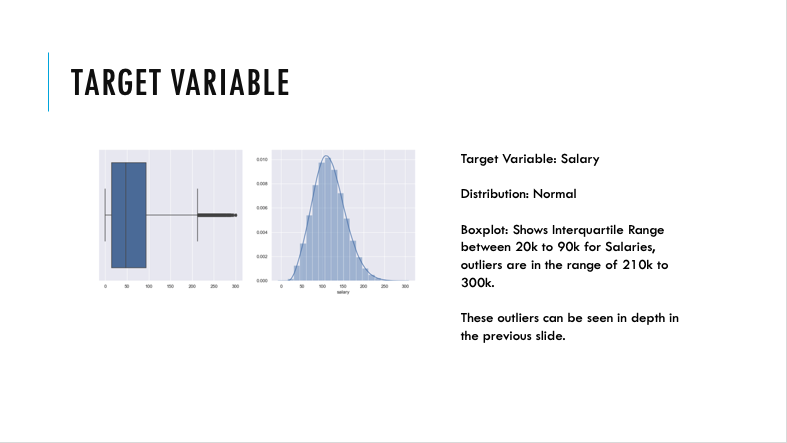 TARGET VARIABLE
0 50 100 150 200 250 300
0.010
0.008
0.006
0.004
0.002
0.000
0 50 100 150 200 250 300
salary
Target Variable: Salary
Distribution: Normal
Boxplot: Shows Interquartile Range
between 20k to 90k for Salaries,
outliers are in the range of 210k to
300k.
These outliers can be seen in depth in
the previous slide.